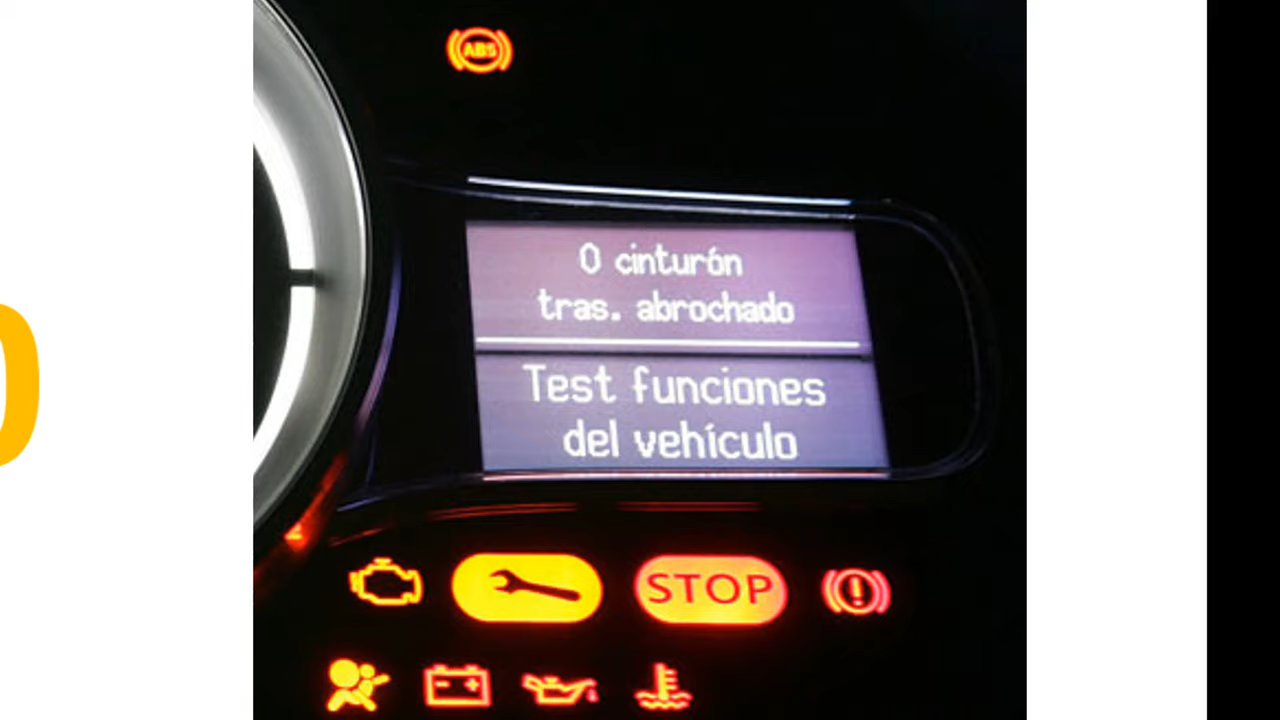 ABS
0 cinturón
tras. abrochado
Test funciones
del vehículo
STOP